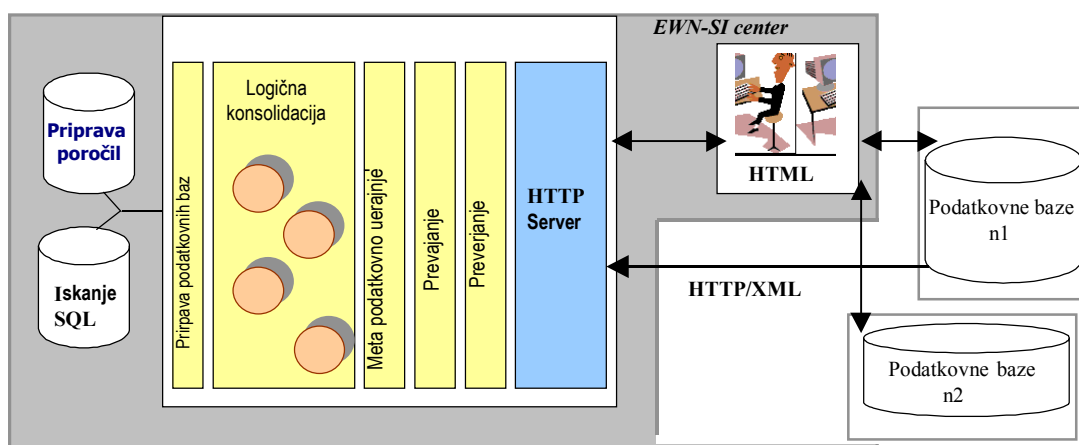 EWN-SI center
Priprava
poročil
Iskanje
SQL
Prirpava podatkovnih baz
Logična
konsolidacija
Meta podatkovno uerajnje
Prevajanje
Preverjanje
HTTP
Server
HTML
HTTP/XML
Podatkovne baze
n1
Podatkovne baze
n2